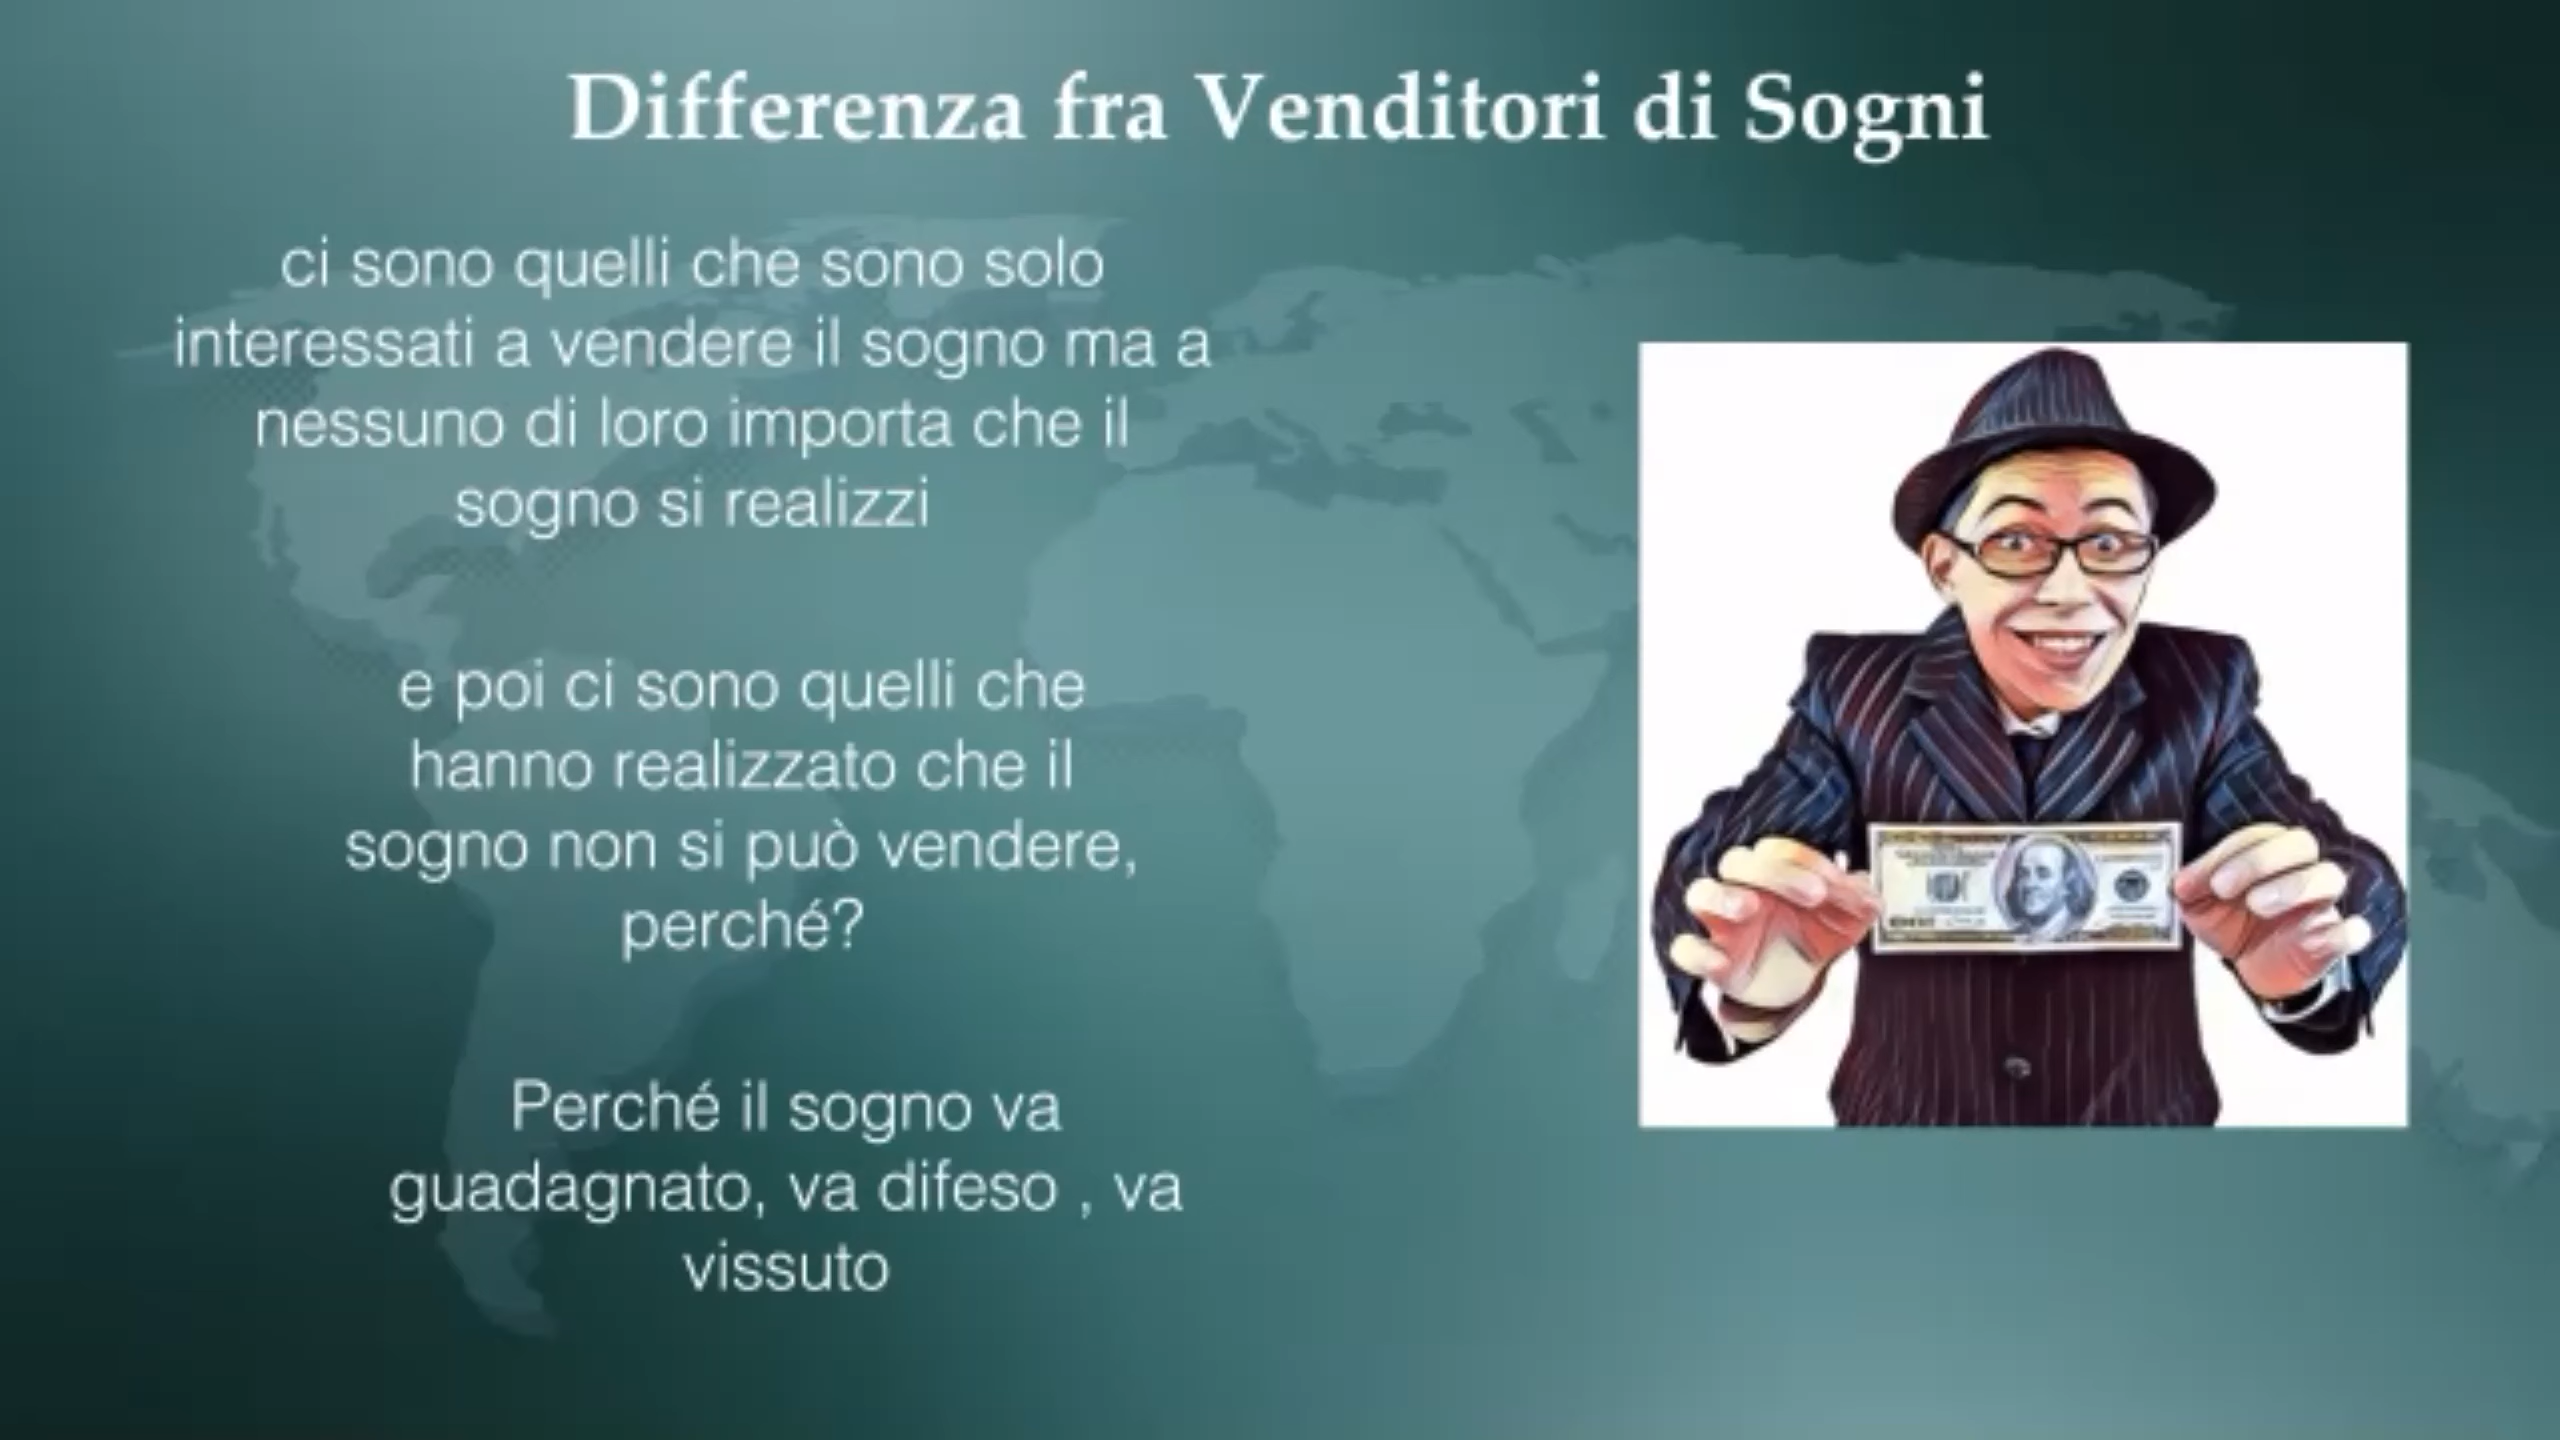 Differenza fra Venditori di Sogni
ci sono quelli che sono solo
interessati a vendere il sogno ma a
nessuno di loro importa che il
sogno si realizzi
e poi ci sono quelli che
hanno realizzato che il
sogno non si può vendere,
perché?
Perché il sogno va
guadagnato, va difeso , va
vissuto